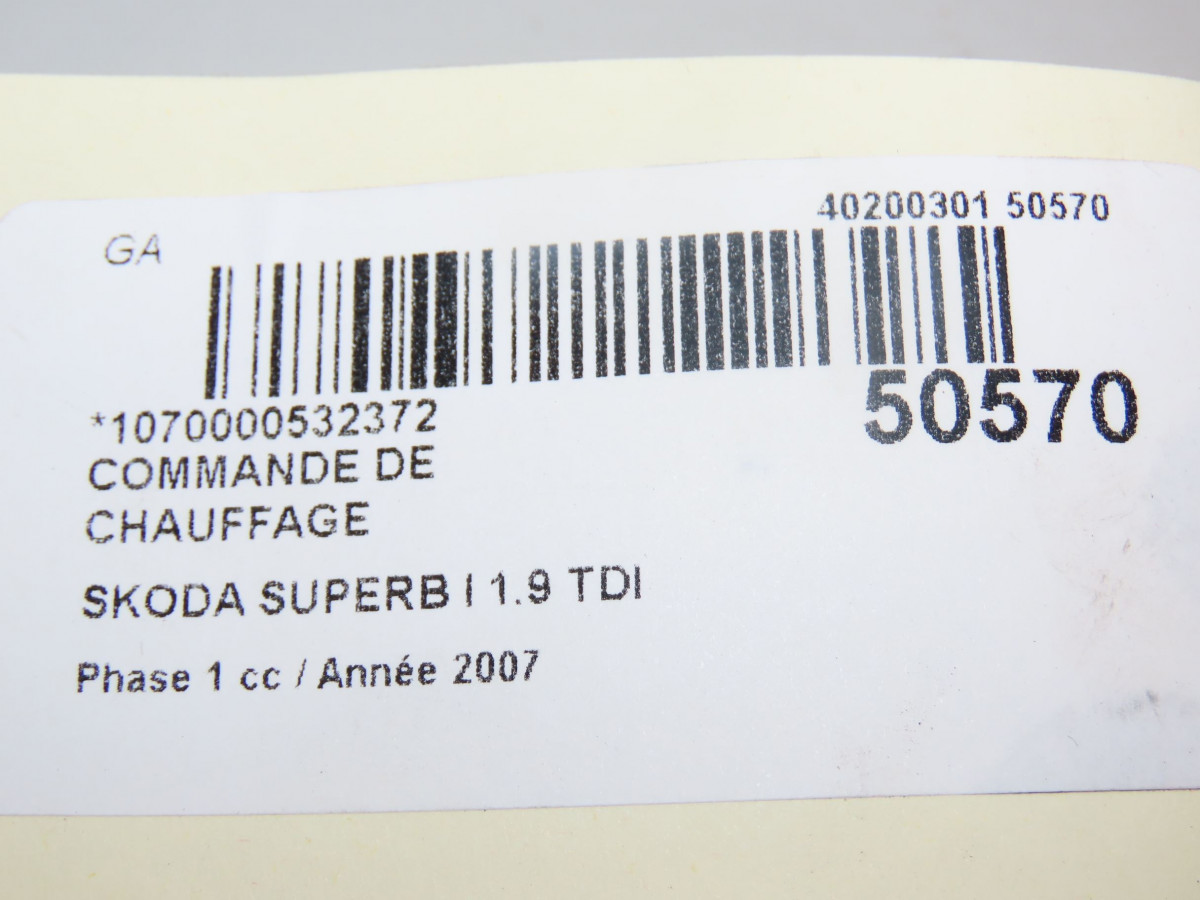 40200301 50570
GA
*1070000532372
50570
COMMANDE DE
CHAUFFAGE
SKODA SUPERB I 1.9 TDI
Phase 1 cc / Année 2007